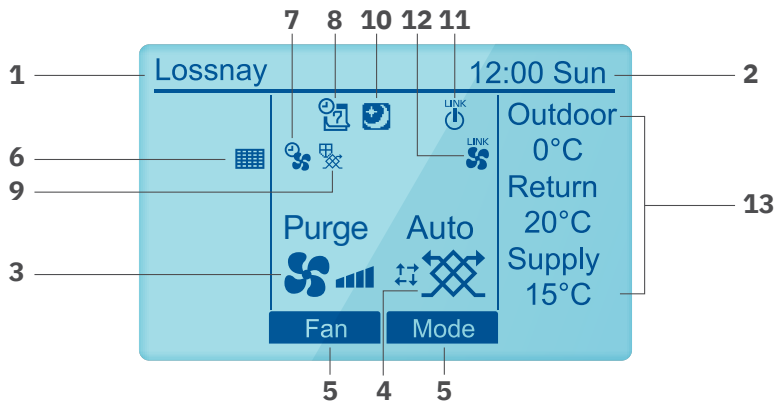 7 8 10 12 11
1 Lossnay 12:00 Sun 2
LINK
7
Outdoor
0°C
LINK
6
9
Return
20°C
13
Purge Auto
Supply
15°C
3
Fan Mode
5 4 5